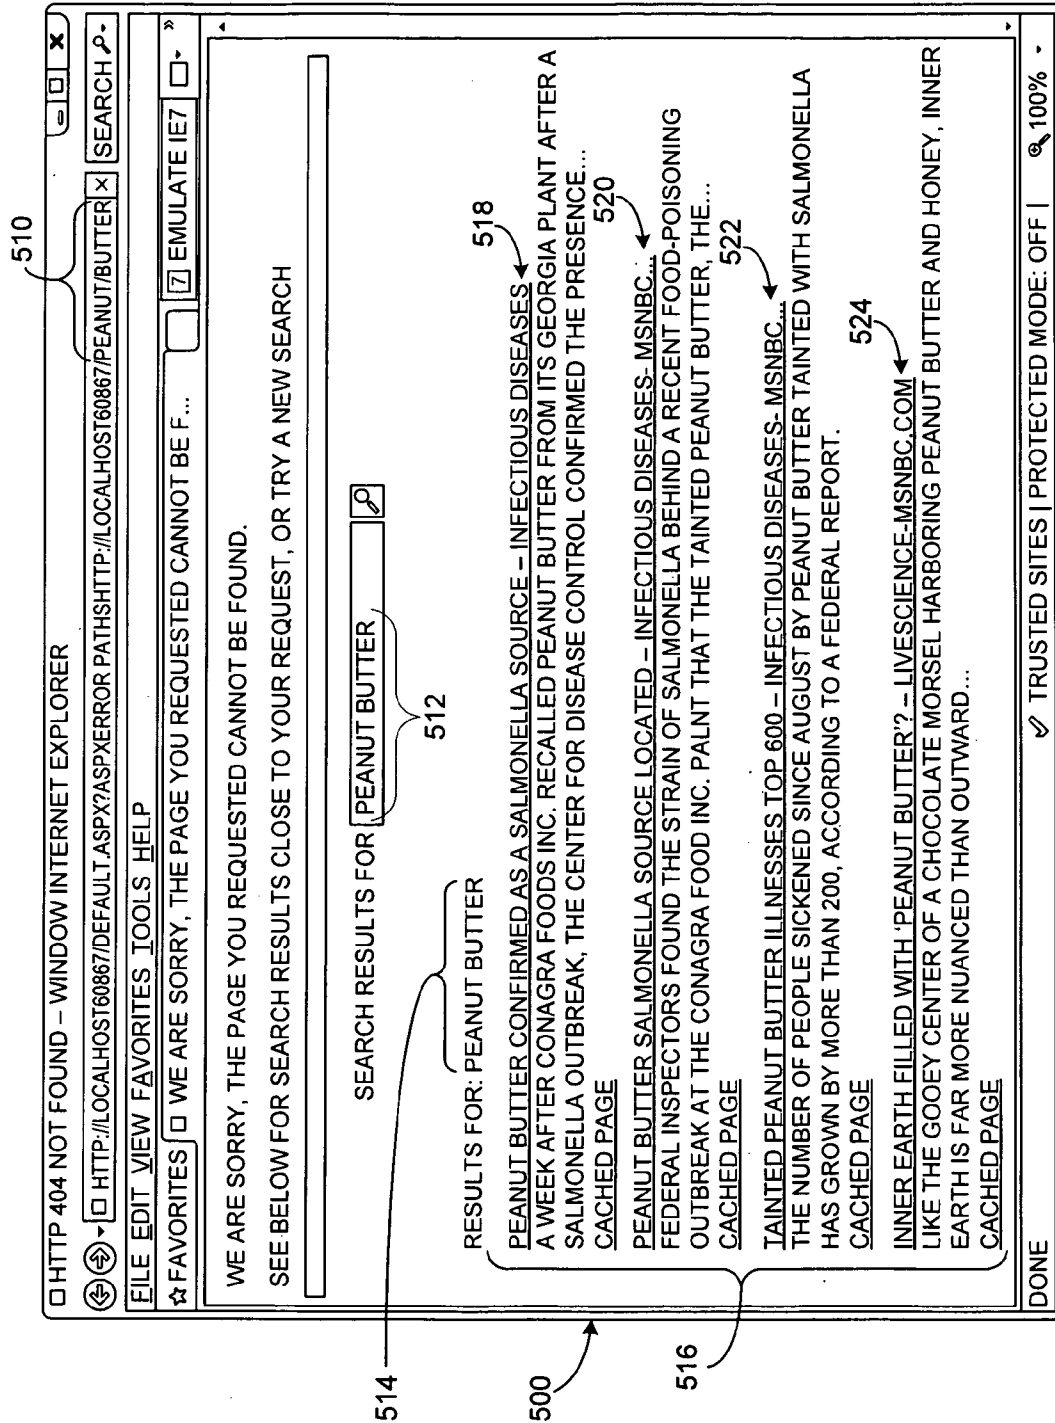 510
□ HTTP 404 NOT FOUND – WINDOW INTERNET EXPLORER
□ HTTP://LOCALHOST60867/DEFAULT.ASPX?ASPXERROR PATHSHTTP://LOCALHOST60867/PEANUT/BUTTER X SEARCH
FILE EDIT VIEW FAVORITES TOOLS HELP
☆ FAVORITES □ WE ARE SORRY, THE PAGE YOU REQUESTED CANNOT BE F... 7 EMULATE IE7 »
WE ARE SORRY, THE PAGE YOU REQUESTED CANNOT BE FOUND.
SEE BELOW FOR SEARCH RESULTS CLOSE TO YOUR REQUEST, OR TRY A NEW SEARCH
SEARCH RESULTS FOR PEANUT BUTTER
512
514
RESULTS FOR: PEANUT BUTTER
518
PEANUT BUTTER CONFIRMED AS A SALMONELLA SOURCE – INFECTIOUS DISEASES
A WEEK AFTER CONAGRA FOODS INC. RECALLED PEANUT BUTTER FROM ITS GEORGIA PLANT AFTER A
SALMONELLA OUTBREAK, THE CENTER FOR DISEASE CONTROL CONFIRMED THE PRESENCE...
CACHED PAGE
520
PEANUT BUTTER SALMONELLA SOURCE LOCATED – INFECTIOUS DISEASES- MSNBC...
FEDERAL INSPECTORS FOUND THE STRAIN OF SALMONELLA BEHIND A RECENT FOOD-POISONING
OUTBREAK AT THE CONAGRA FOOD INC. PALNT THAT THE TAINTED PEANUT BUTTER, THE...
CACHED PAGE
522
TAINTED PEANUT BUTTER ILLNESSES TOP 600 – INFECTIOUS DISEASES- MSNBC...
THE NUMBER OF PEOPLE SICKENED SINCE AUGUST BY PEANUT BUTTER TAINTED WITH SALMONELLA
HAS GROWN BY MORE THAN 200, ACCORDING TO A FEDERAL REPORT.
CACHED PAGE
524
INNER EARTH FILLED WITH 'PEANUT BUTTER'? – LIVESCIENCE-MSNBC.COM
LIKE THE GOOEY CENTER OF A CHOCOLATE MORSEL HARBORING PEANUT BUTTER AND HONEY, INNER
EARTH IS FAR MORE NUANCED THAN OUTWARD...
CACHED PAGE
500
516
DONE ✓ TRUSTED SITES | PROTECTED MODE: OFF | 100%